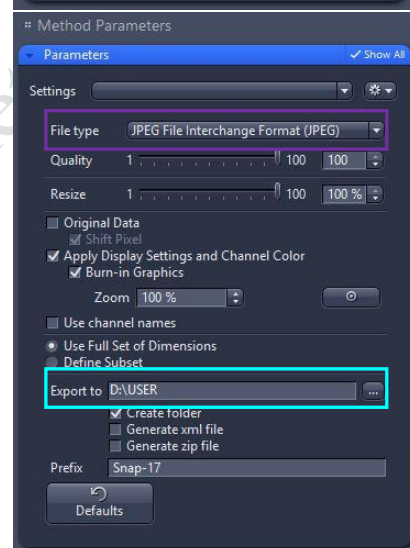 Method Parameters
Parameters Show All
Settings
File type JPEG File Interchange Format (JPEG)
Quality 1 100 100
Resize 1 100 100 %
Original Data
Shift Pixel
Apply Display Settings and Channel Color
Burn-in Graphics
Zoom 100 %
Use channel names
Use Full Set of Dimensions
Define Subset
Export to D:\USER ...
Create folder
Generate xml file
Generate zip file
Prefix Snap-17
Defaults